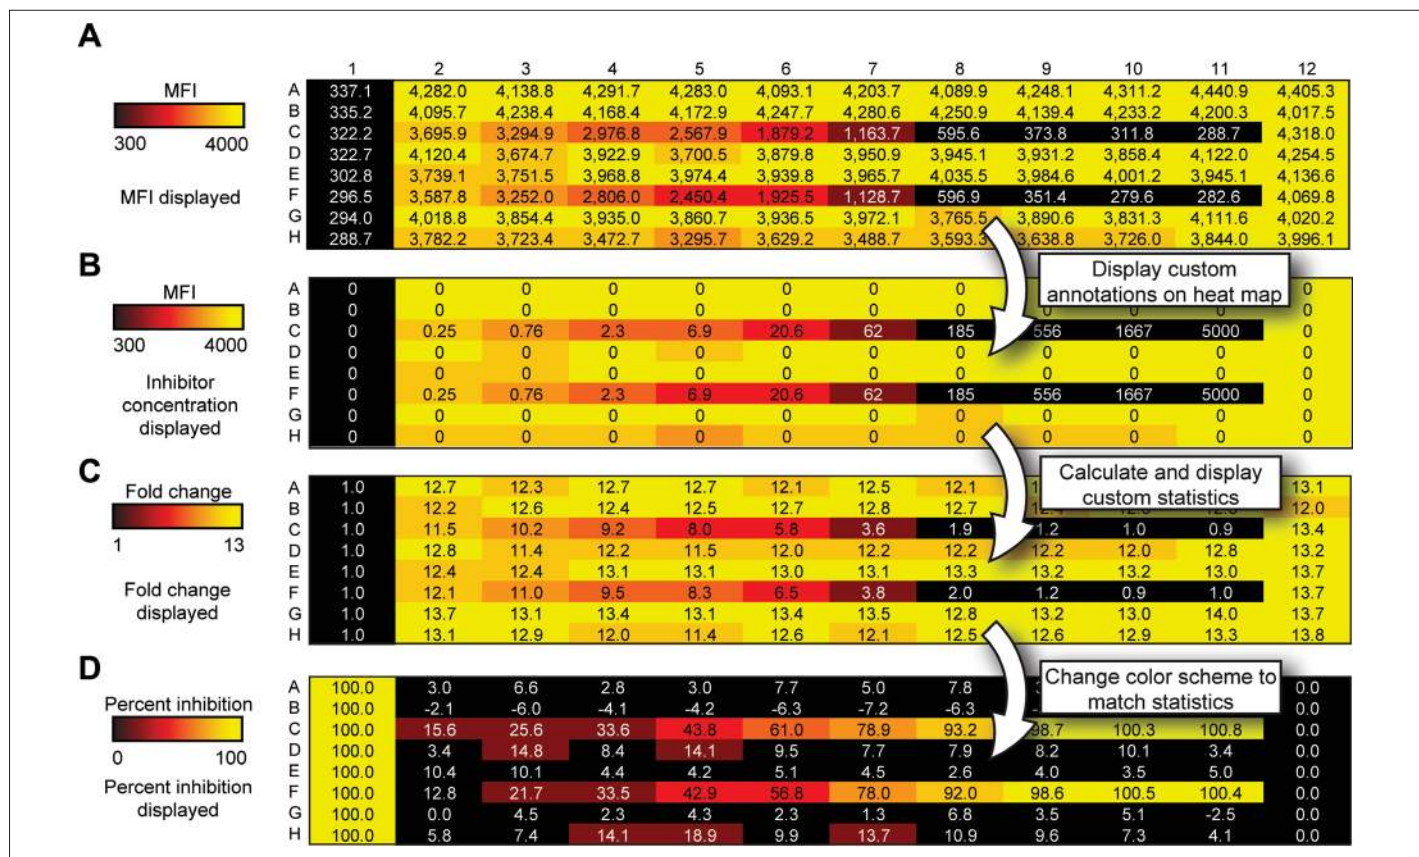 A
1 2 3 4 5 6 7 8 9 10 11 12
MFI
300 4000
MFI displayed
A 337.1 4,282.0 4,138.8 4,291.7 4,283.0 4,093.1 4,203.7 4,089.9 4,248.1 4,311.2 4,440.9 4,405.3
B 335.2 4,095.7 4,238.4 4,168.4 4,172.9 4,247.7 4,280.6 4,250.9 4,139.4 4,233.2 4,200.3 4,017.5
C 322.2 3,695.9 3,294.9 2,976.8 2,567.9 1,879.2 1,163.7 595.6 373.8 311.8 288.7 4,318.0
D 322.7 4,120.4 3,674.7 3,922.9 3,700.5 3,879.8 3,950.9 3,945.1 3,931.2 3,858.4 4,122.0 4,254.5
E 302.8 3,739.1 3,751.5 3,968.8 3,974.4 3,939.8 3,965.7 4,035.5 3,984.6 4,001.2 3,945.1 4,136.6
F 296.5 3,587.8 3,252.0 2,806.0 2,450.4 1,925.5 1,128.7 596.9 351.4 279.6 282.6 4,069.8
G 294.0 4,018.8 3,854.4 3,935.0 3,860.7 3,936.5 3,972.1 3,765.5 3,890.6 3,831.3 4,111.6 4,020.2
H 288.7 3,782.2 3,723.4 3,472.7 3,295.7 3,629.2 3,488.7 3,593.3 3,638.8 3,726.0 3,844.0 3,996.1
Display custom
annotations on heat map
B
MFI
300 4000
Inhibitor
concentration
displayed
A 0 0 0 0 0 0 0 0 0
B 0 0 0 0 0 0 0 0 0
C 0 0.25 0.76 2.3 6.9 20.6 62 185 556 1667 5000 0
D 0 0 0 0 0 0 0 0 0 0 0 0
E 0 0 0 0 0 0 0 0 0 0 0 0
F 0 0.25 0.76 2.3 6.9 20.6 62 185 556 1667 5000 0
G 0 0 0 0 0 0 0 0 0 0 0 0
H 0 0 0 0 0 0 0 0 0 0 0 0
Calculate and display
custom statistics
C
Fold change
1 13
Fold change
displayed
A 1.0 12.7 12.3 12.7 12.7 12.1 12.5 12.1 13.1
B 1.0 12.2 12.6 12.4 12.5 12.7 12.8 12.7 12.0
C 1.0 11.5 10.2 9.2 8.0 5.8 3.6 1.9 1.2 1.0 0.9 13.4
D 1.0 12.8 11.4 12.2 11.5 12.0 12.2 12.2 12.2 12.0 12.8 13.2
E 1.0 12.4 12.4 13.1 13.1 13.0 13.1 13.3 13.2 13.2 13.0 13.7
F 1.0 12.1 11.0 9.5 8.3 6.5 3.8 2.0 1.2 0.9 1.0 13.7
G 1.0 13.7 13.1 13.4 13.1 13.4 13.5 12.8 13.2 13.0 14.0 13.7
H 1.0 13.1 12.9 12.0 11.4 12.6 12.1 12.5 12.6 12.9 13.3 13.8
Change color scheme to
match statistics
D
Percent inhibition
0 100
Percent inhibition
displayed
A 100.0 3.0 6.6 2.8 3.0 7.7 5.0 7.8 0.0
B 100.0 -2.1 -6.0 -4.1 -4.2 -6.3 -7.2 -6.3 0.0
C 100.0 15.6 25.6 33.6 43.8 61.0 78.9 93.2 98.7 100.3 100.8 0.0
D 100.0 3.4 14.8 8.4 14.1 9.5 7.7 7.9 8.2 10.1 3.4 0.0
E 100.0 10.4 10.1 4.4 4.2 5.1 4.5 2.6 4.0 3.5 5.0 0.0
F 100.0 12.8 21.7 33.5 42.9 56.8 78.0 92.0 98.6 100.5 100.4 0.0
G 100.0 0.0 4.5 2.3 4.3 2.3 1.3 6.8 3.5 5.1 -2.5 0.0
H 100.0 5.8 7.4 14.1 18.9 9.9 13.7 10.9 9.6 7.3 4.1 0.0